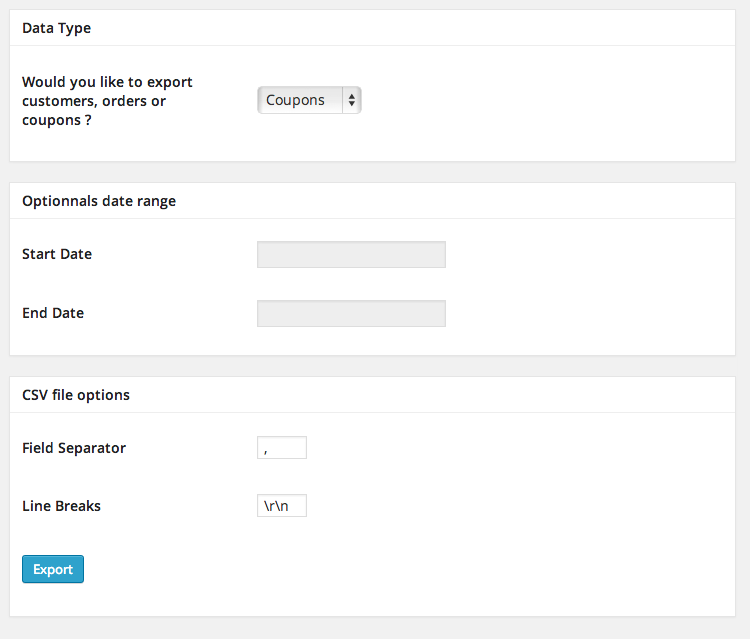 Data Type
Would you like to export
customers, orders or
coupons ?
Coupons
Optionnals date range
Start Date
End Date
CSV file options
Field Separator
,
Line Breaks
\r\n
Export